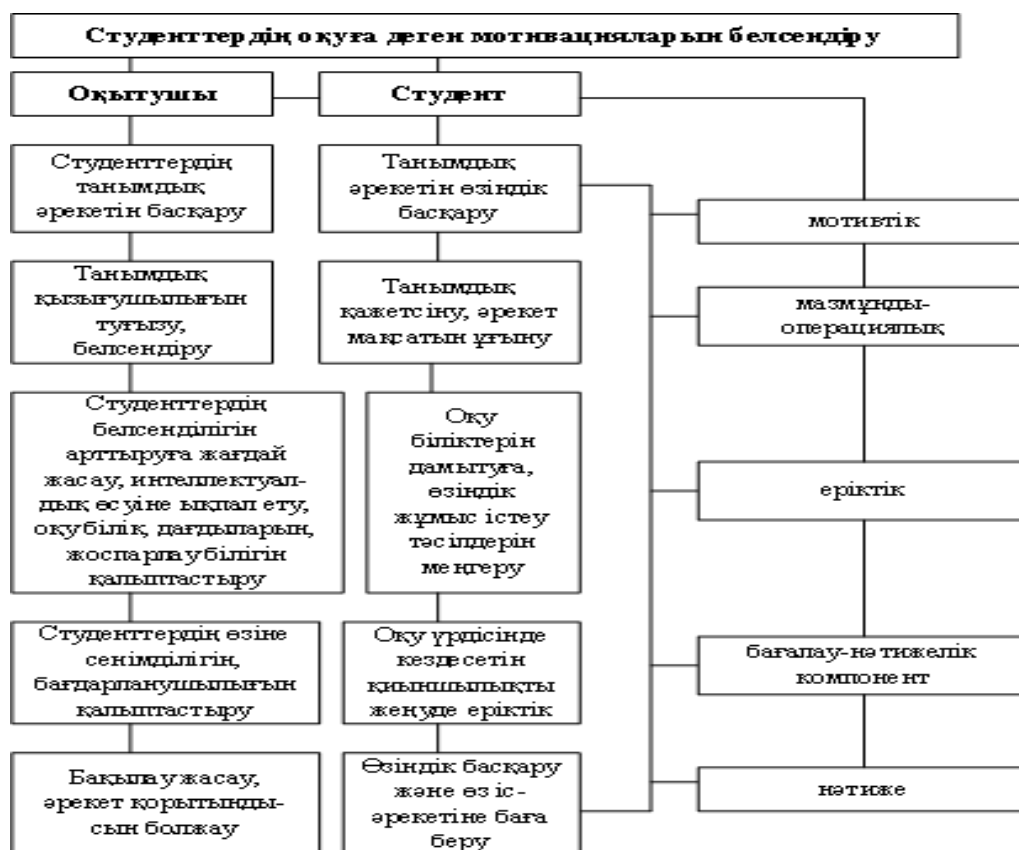 Студенттердің оқуға деген мотивацияларын белсендіру
Оқытушы
Студент
Студенттердің
танымдық
әрекетін басқару
Танымдық
әрекетін өзіндік
басқару
мотивтік
Танымдық
қызығушылығын
туғызу,
белсендіру
Танымдық
қажетсіну, әрекет
мақсатын ұғыну
мазмұнды-
операциялық
Студенттердің
белсенділігін
арттыруға жағдай
жасау, интеллектуал-
дық өсуіне ықпал ету,
оқу білік, дағдыларын,
жоспарлау білігін
қалыптастыру
Оқу
біліктерін
дамытуға,
өзіндік
жұмыс істеу
тәсілдерін
меңгеру
еріктік
Студенттердің өзіне
сенімділігін,
бағдарланушылығын
қалыптастыру
Оқу үрдісінде
кездесетін
қиыншылықты
жеңуде еріктік
бағалау-нәтижелік
компонент
Бақылау жасау,
әрекет қорытынды-
сын болжау
Өзіндік басқару
және өз іс-
әрекетіне баға
беру
нәтиже